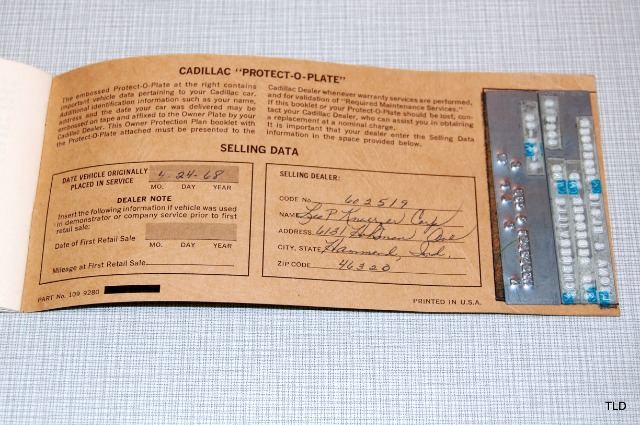 CADILLAC "PROTECT-O-PLATE"
The embossed Protect-O-Plate at the right contains
important vehicle data pertaining to your Cadillac car.
Additional identification information such as your name,
address and the date your car was delivered may be
embossed on tape and affixed to the Owner Plate by your
Cadillac Dealer. This Owner Protection Plan booklet with
the Protect-O-Plate attached must be presented to the
Cadillac Dealer whenever warranty services are performed,
and for validation of "Required Maintenance Services."
If this booklet or your Protect-O-Plate should be lost, con-
tact your Cadillac Dealer, who can assist you in obtaining
a replacement of a nominal charge.
It is important that your dealer enter the Selling Data
information in the space provided below.
SELLING DATA
DATE VEHICLE ORIGINALLY
PLACED IN SERVICE 4-24-68
MO. DAY YEAR
DEALER NOTE
Insert the following information if vehicle was used
in demonstrator or company service prior to first
retail sale:
Date of First Retail Sale
MO. DAY YEAR
Mileage at First Retail Sale
SELLING DEALER:
CODE No. 602519
NAME Corp
ADDRESS 6131 Ave
CITY, STATE Hammond, Ind.
ZIP CODE 46320
PART No. 109 9280
PRINTED IN U.S.A.
TLD